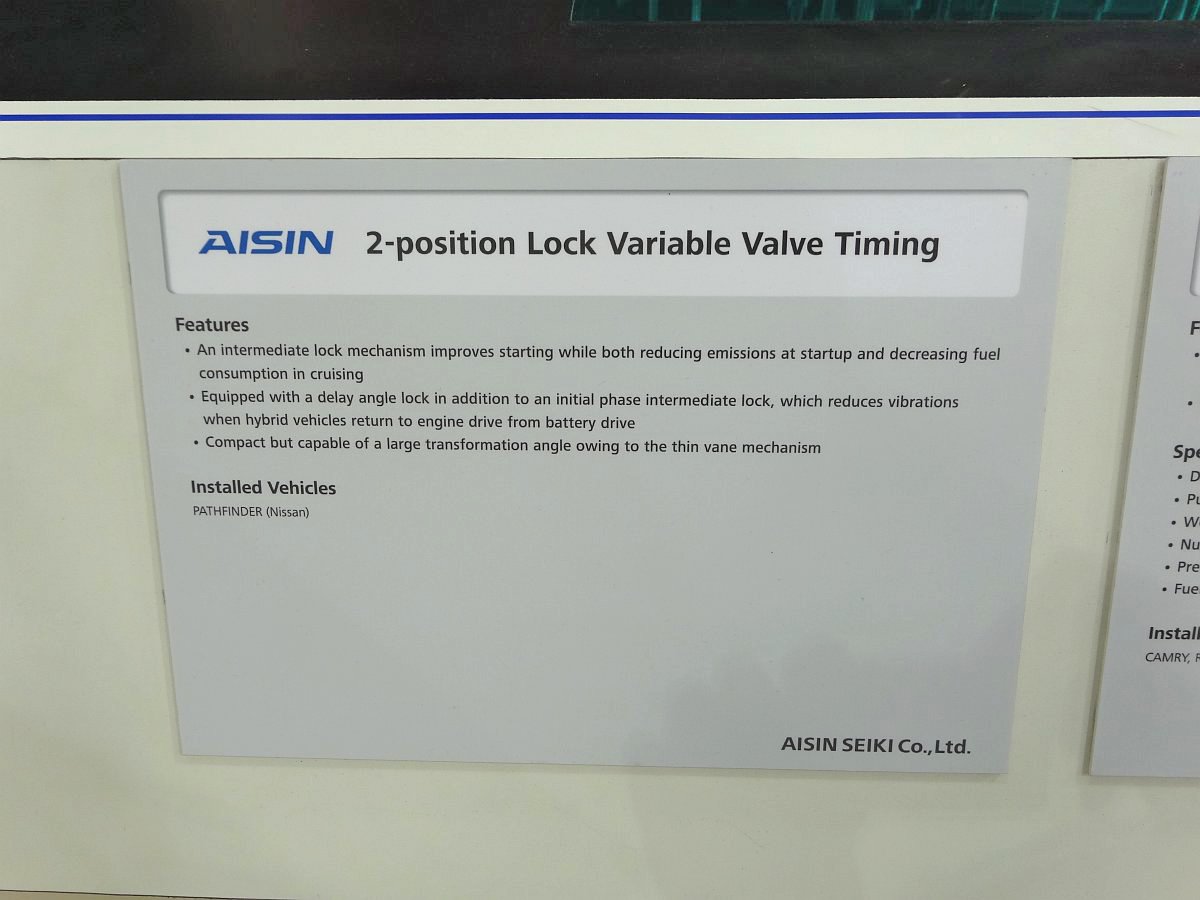 AISIN 2-position Lock Variable Valve Timing
Features
• An intermediate lock mechanism improves starting while both reducing emissions at startup and decreasing fuel
consumption in cruising
• Equipped with a delay angle lock in addition to an initial phase intermediate lock, which reduces vibrations
when hybrid vehicles return to engine drive from battery drive
• Compact but capable of a large transformation angle owing to the thin vane mechanism
Installed Vehicles
PATHFINDER (Nissan)
AISIN SEIKI Co.,Ltd.
CAMRY,